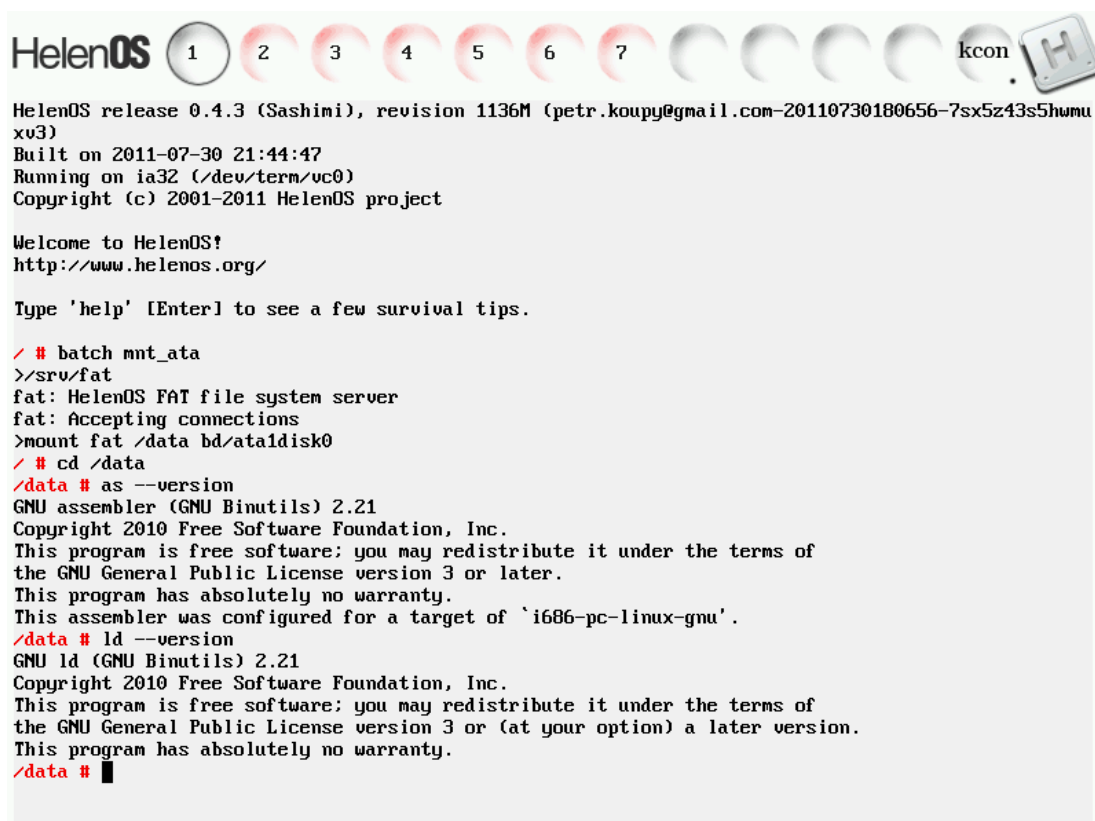 HelenOS 1 2 3 4 5 6 7 kcon H
HelenOS release 0.4.3 (Sashimi), revision 1136M (petr.koupy@gmail.com-20110730180656-7sx5z43s5hwmu
xv3)
Built on 2011-07-30 21:44:47
Running on ia32 (/dev/term/vc0)
Copyright (c) 2001-2011 HelenOS project
Welcome to HelenOS!
http://www.helenos.org/
Type 'help' [Enter] to see a few survival tips.
/ # batch mnt_ata
>/srv/fat
fat: HelenOS FAT file system server
fat: Accepting connections
>mount fat /data bd/ata1disk0
/ # cd /data
/data # as --version
GNU assembler (GNU Binutils) 2.21
Copyright 2010 Free Software Foundation, Inc.
This program is free software; you may redistribute it under the terms of
the GNU General Public License version 3 or later.
This program has absolutely no warranty.
This assembler was configured for a target of `i686-pc-linux-gnu'.
/data # ld --version
GNU ld (GNU Binutils) 2.21
Copyright 2010 Free Software Foundation, Inc.
This program is free software; you may redistribute it under the terms of
the GNU General Public License version 3 or (at your option) a later version.
This program has absolutely no warranty.
/data #